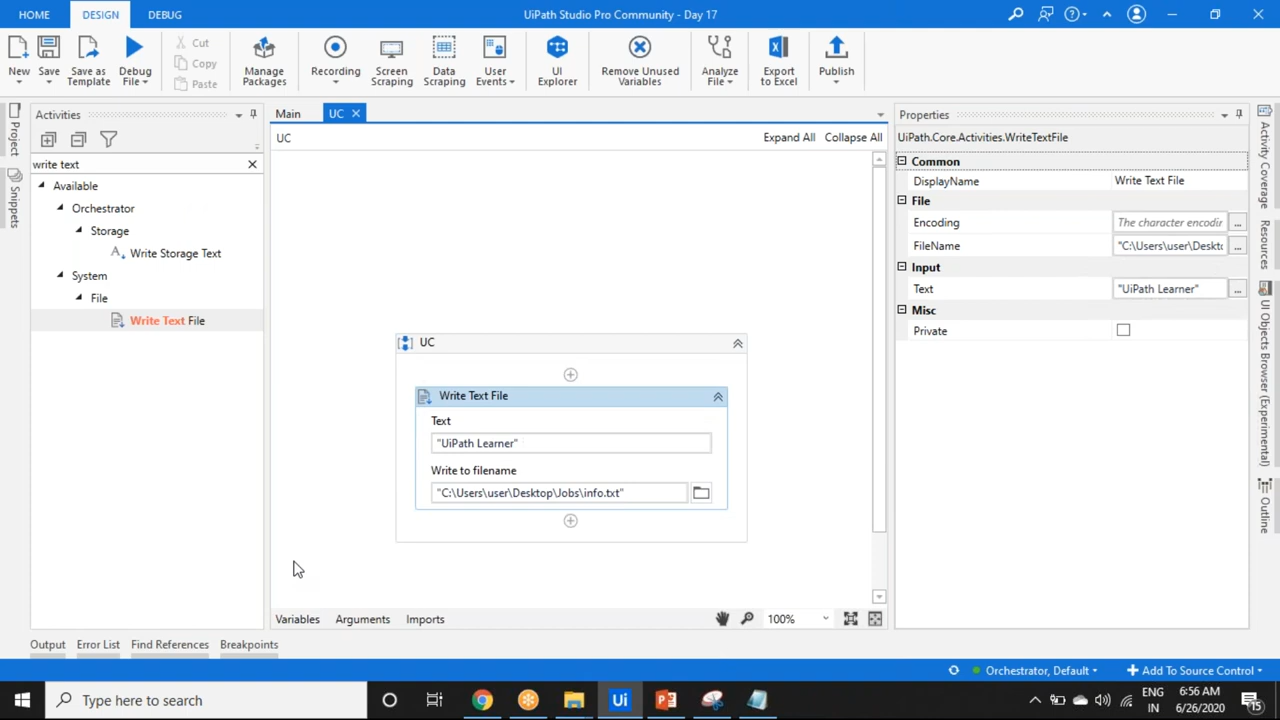 HOME DESIGN DEBUG UiPath Studio Pro Community - Day 17
New Save Save as Template Debug File Cut Copy Paste Manage Packages Recording Screen Scraping Data Scraping User Events UI Explorer Remove Unused Variables Analyze File Export to Excel Publish
Project
Snippets
Activities
write text
Available
Orchestrator
Storage
Write Storage Text
System
File
Write Text File
Main UC
UC Expand All Collapse All
UC
Write Text File
Text
"UiPath Learner"
Write to filename
"C:\Users\user\Desktop\Jobs\info.txt"
Variables Arguments Imports 100%
Properties
UiPath.Core.Activities.WriteTextFile
Common
DisplayName Write Text File
File
Encoding The character encodir ...
FileName "C:\Users\user\Deskto ...
Input
Text "UiPath Learner" ...
Misc
Private
Activity Coverage
Resources
UI Objects Browser (Experimental)
Outline
Output Error List Find References Breakpoints
Orchestrator, Default Add To Source Control
Type here to search
Ui
ENG
IN
6:56 AM
6/26/2020
15